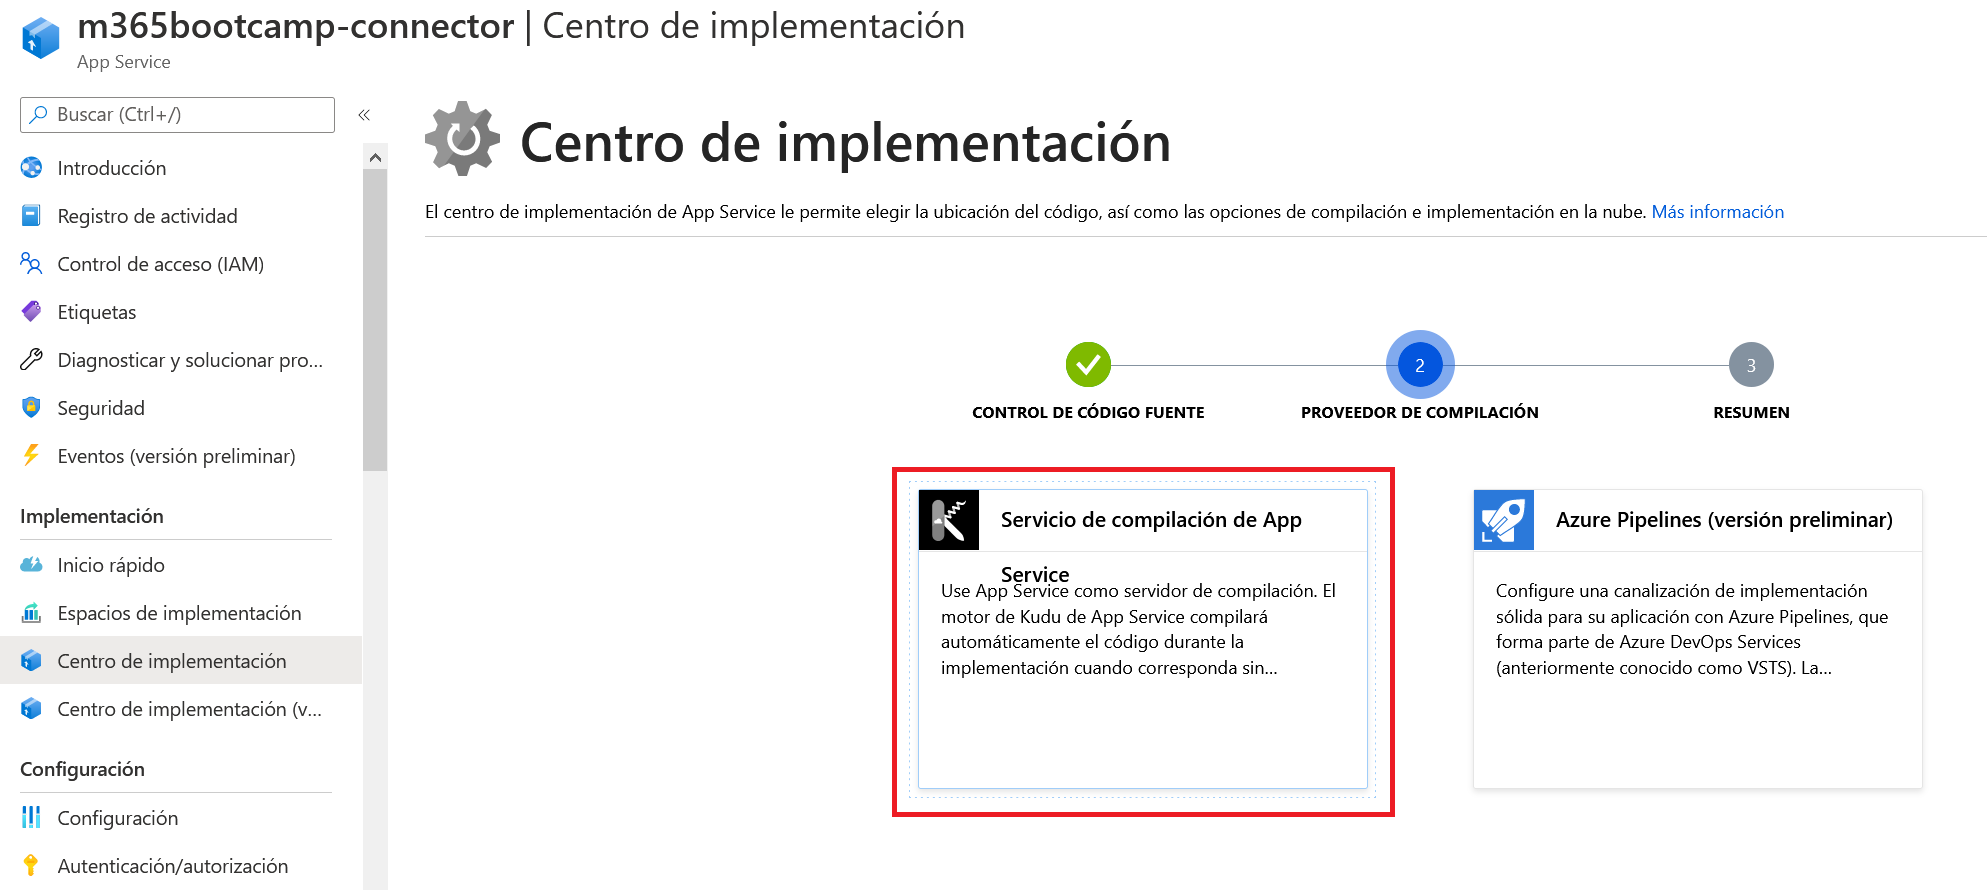 m365bootcamp-connector | Centro de implementación
App Service
Buscar (Ctrl+/)
«
Introducción
Registro de actividad
Control de acceso (IAM)
Etiquetas
Diagnosticar y solucionar pro...
Seguridad
Eventos (versión preliminar)
Implementación
Inicio rápido
Espacios de implementación
Centro de implementación
Centro de implementación (v...
Configuración
Configuración
Autenticación/autorización
Centro de implementación
El centro de implementación de App Service le permite elegir la ubicación del código, así como las opciones de compilación e implementación en la nube. Más información
2
3
CONTROL DE CÓDIGO FUENTE
PROVEEDOR DE COMPILACIÓN
RESUMEN
Servicio de compilación de App
Service
Use App Service como servidor de compilación. El
motor de Kudu de App Service compilará
automáticamente el código durante la
implementación cuando corresponda sin...
Azure Pipelines (versión preliminar)
Configure una canalización de implementación
sólida para su aplicación con Azure Pipelines, que
forma parte de Azure DevOps Services
(anteriormente conocido como VSTS). La...